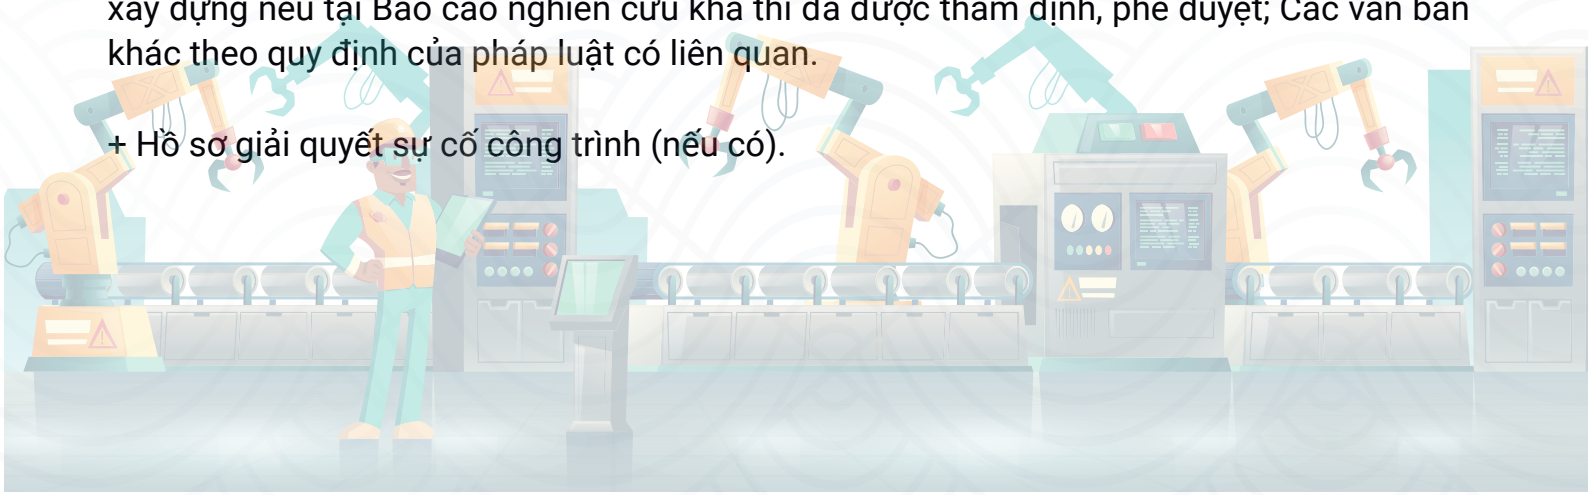 xây dựng nêu tại Báo cáo nghiên cứu khả thi đã được thẩm định, phê duyệt; Các văn bản
khác theo quy định của pháp luật có liên quan.
+ Hồ sơ giải quyết sự cố công trình (nếu có).